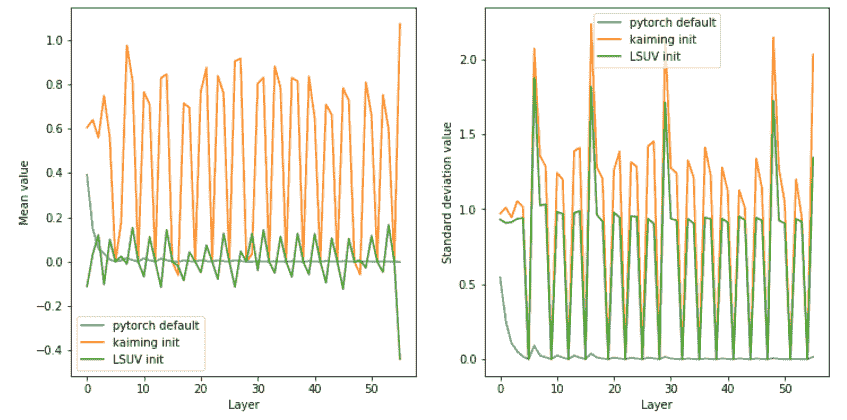 Mean value
1.0
0.8
0.6
0.4
0.2
0.0
−0.2
−0.4
pytorch default
kaiming init
LSUV init
0 10 20 30 40 50
Layer
Standard deviation value
2.0
1.5
1.0
0.5
0.0
pytorch default
kaiming init
LSUV init
0 10 20 30 40 50
Layer